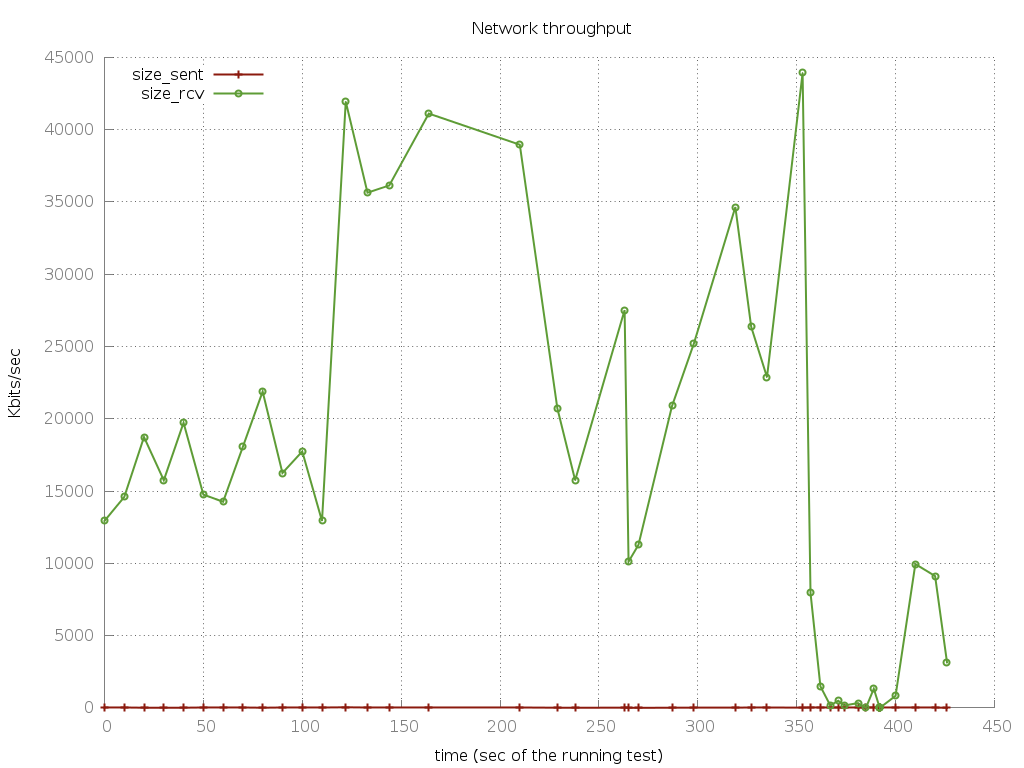 Network throughput
size_sent
size_rcv
45000
40000
35000
30000
25000
20000
15000
10000
5000
0
Kbits/sec
0 50 100 150 200 250 300 350 400 450
time (sec of the running test)